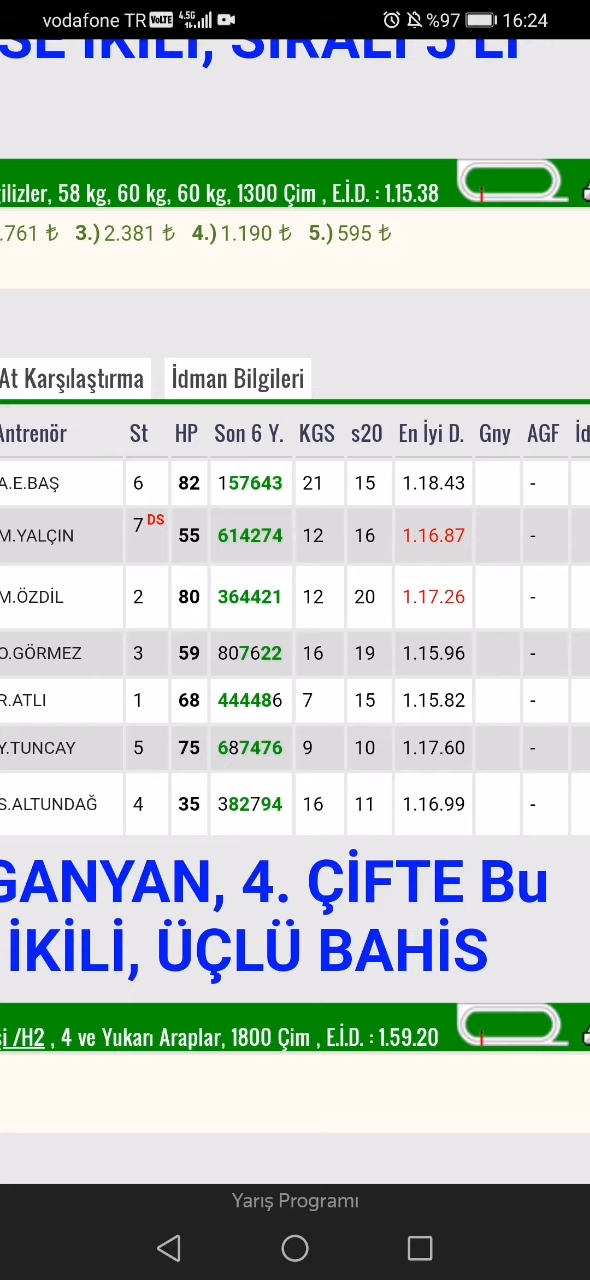 vodafone TR VoLTE 4.5G %97 16:24
SE İKİLİ, SIRALI 5 Lİ
ilizler, 58 kg, 60 kg, 60 kg, 1300 Çim , E.İ.D. : 1.15.38
.761 ₺ 3.) 2.381 ₺ 4.) 1.190 ₺ 5.) 595 ₺
At Karşılaştırma İdman Bilgileri
Antrenör St HP Son 6 Y. KGS s20 En İyi D. Gny AGF İd
A.E.BAŞ 6 82 157643 21 15 1.18.43 -
M.YALÇIN 7 DS 55 614274 12 16 1.16.87 -
M.ÖZDİL 2 80 364421 12 20 1.17.26 -
O.GÖRMEZ 3 59 807622 16 19 1.15.96 -
R.ATLI 1 68 444486 7 15 1.15.82 -
Y.TUNCAY 5 75 687476 9 10 1.17.60 -
S.ALTUNDAĞ 4 35 382794 16 11 1.16.99 -
GANYAN, 4. ÇİFTE Bu
İKİLİ, ÜÇLÜ BAHİS
şi /H2 , 4 ve Yukarı Araplar, 1800 Çim , E.İ.D. : 1.59.20
Yarış Programı